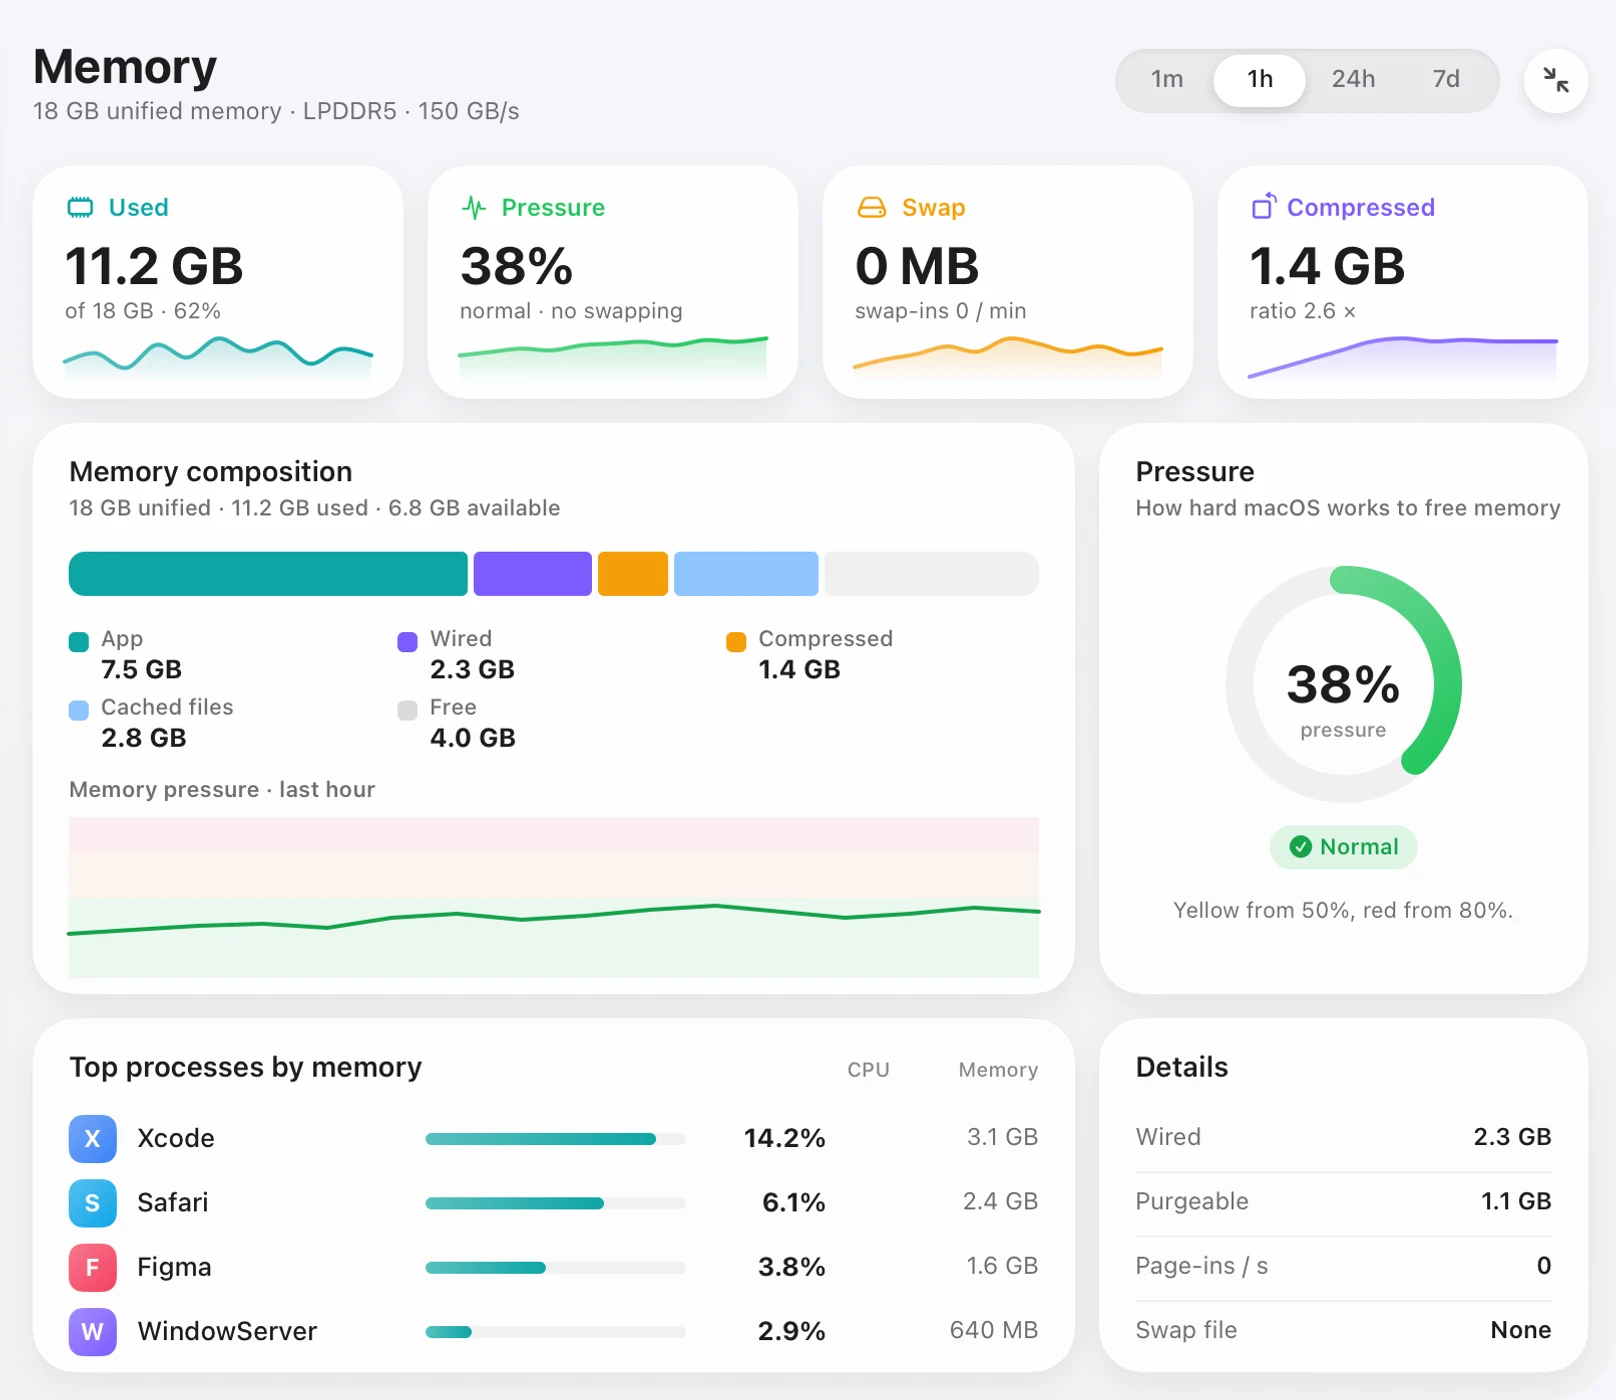 Memory
18 GB unified memory · LPDDR5 · 150 GB/s
1m 1h 24h 7d
Used
11.2 GB
of 18 GB · 62%
Pressure
38%
normal · no swapping
Swap
0 MB
swap-ins 0 / min
Compressed
1.4 GB
ratio 2.6 ×
Memory composition
18 GB unified · 11.2 GB used · 6.8 GB available
App
7.5 GB
Wired
2.3 GB
Compressed
1.4 GB
Cached files
2.8 GB
Free
4.0 GB
Memory pressure · last hour
Pressure
How hard macOS works to free memory
38%
pressure
Normal
Yellow from 50%, red from 80%.
Top processes by memory CPU Memory
X Xcode 14.2% 3.1 GB
S Safari 6.1% 2.4 GB
F Figma 3.8% 1.6 GB
W WindowServer 2.9% 640 MB
Details
Wired 2.3 GB
Purgeable 1.1 GB
Page-ins / s 0
Swap file None